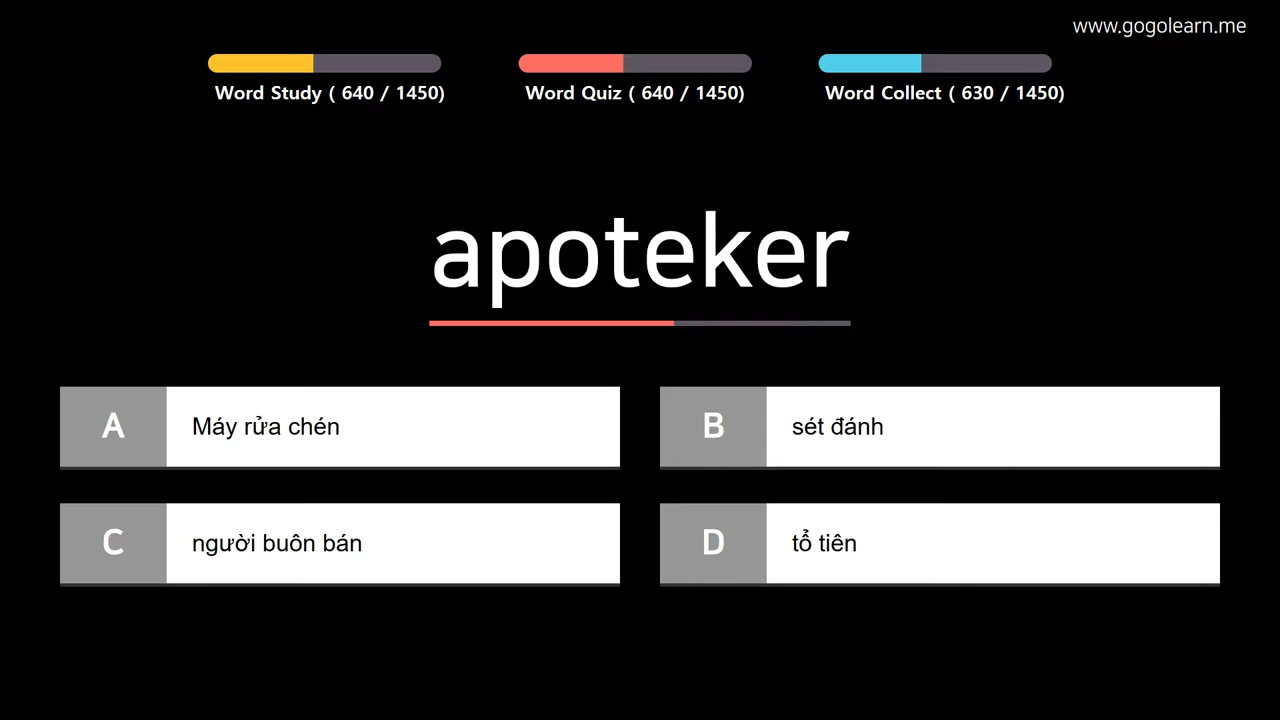 www.gogolearn.me
Word Study ( 640 / 1450)
Word Quiz ( 640 / 1450)
Word Collect ( 630 / 1450)
apoteker
A
Máy rửa chén
B
sét đánh
C
người buôn bán
D
tổ tiên